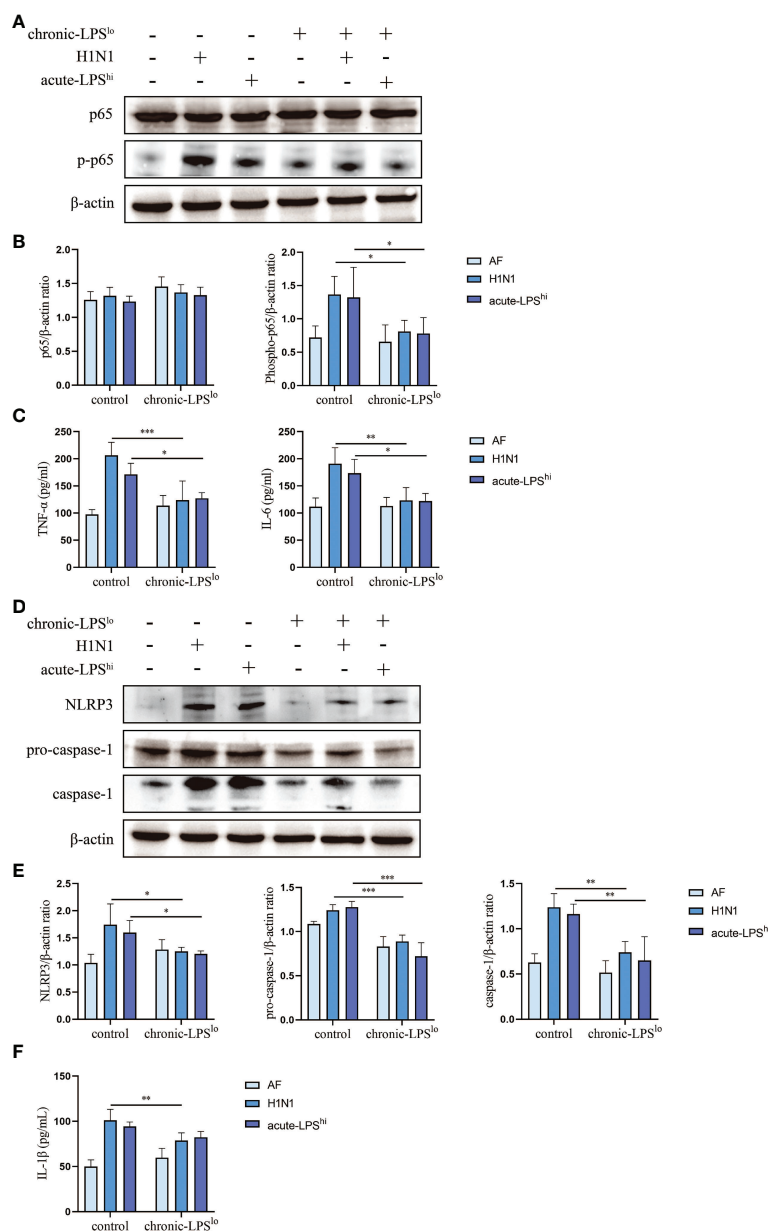 A
chronic-LPSlo - - - + + +
H1N1 - + - - + -
acute-LPShi - - + - - +
p65
p-p65
β-actin
B
p65/β-actin ratio
2.0
1.5
1.0
0.5
0.0
control chronic-LPSlo
Phospho-p65/β-actin ratio
2.0
1.5
1.0
0.5
0.0
*
*
control chronic-LPSlo
AF
H1N1
acute-LPShi
C
TNF-α (pg/ml)
250
200
150
100
50
0
***
*
control chronic-LPSlo
IL-6 (pg/ml)
250
200
150
100
50
0
**
*
control chronic-LPSlo
AF
H1N1
acute-LPShi
D
chronic-LPSlo - - - + + +
H1N1 - + - - + -
acute-LPShi - - + - - +
NLRP3
pro-caspase-1
caspase-1
β-actin
E
NLRP3/β-actin ratio
2.5
2.0
1.5
1.0
0.5
0.0
*
*
control chronic-LPSlo
pro-caspase-1/β-actin ratio
1.5
1.0
0.5
0.0
***
***
control chronic-LPSlo
caspase-1/β-actin ratio
1.5
1.0
0.5
0.0
**
**
control chronic-LPSlo
AF
H1N1
acute-LPSh
F
IL-1β (pg/mL)
150
100
50
0
**
control chronic-LPSlo
AF
H1N1
acute-LPShi